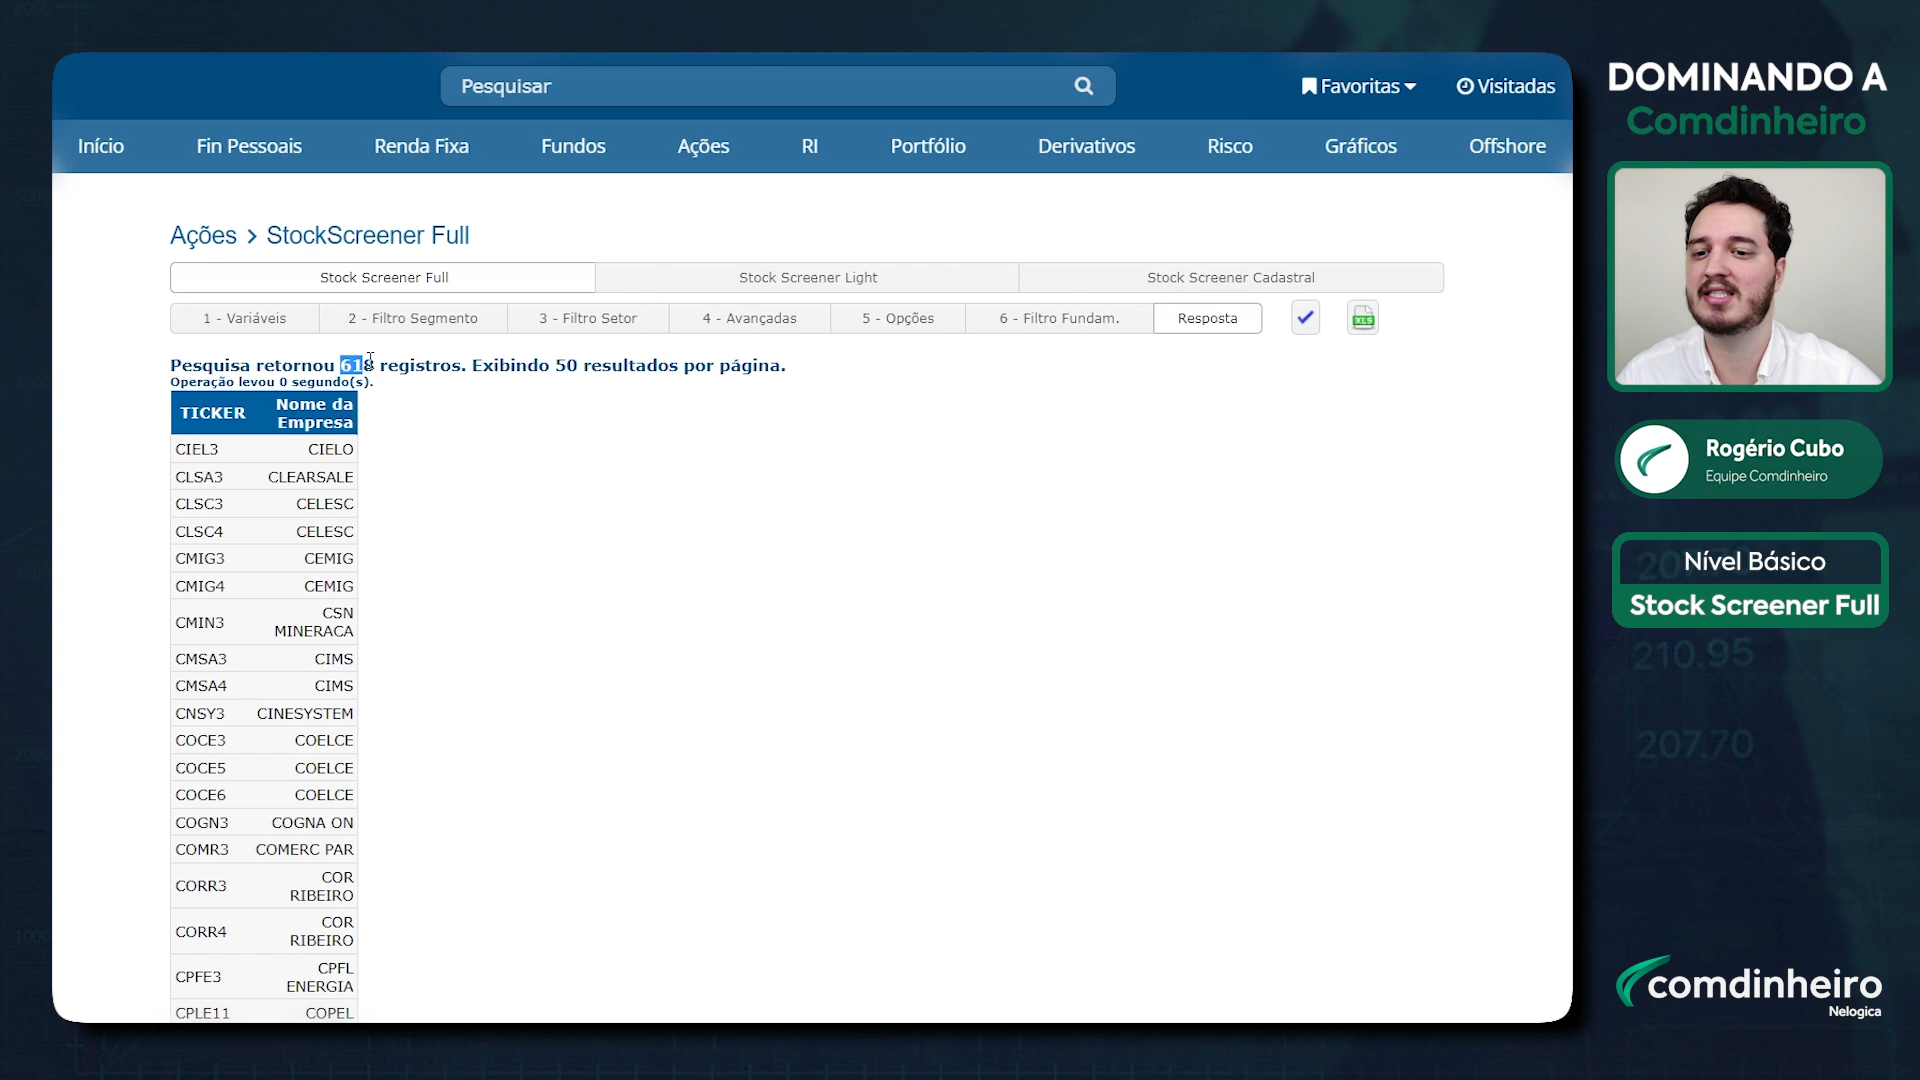 Pesquisar
Favoritas
Visitadas
Início
Fin Pessoais
Renda Fixa
Fundos
Ações
RI
Portfólio
Derivativos
Risco
Gráficos
Offshore
Ações > StockScreener Full
Stock Screener Full
Stock Screener Light
Stock Screener Cadastral
1 - Variáveis
2 - Filtro Segmento
3 - Filtro Setor
4 - Avançadas
5 - Opções
6 - Filtro Fundam.
Resposta
XLS
Pesquisa retornou 618 registros. Exibindo 50 resultados por página.
Operação levou 0 segundo(s).
TICKER Nome da
Empresa
CIEL3 CIELO
CLSA3 CLEARSALE
CLSC3 CELESC
CLSC4 CELESC
CMIG3 CEMIG
CMIG4 CEMIG
CMIN3 CSN
MINERACA
CMSA3 CIMS
CMSA4 CIMS
CNSY3 CINESYSTEM
COCE3 COELCE
COCE5 COELCE
COCE6 COELCE
COGN3 COGNA ON
COMR3 COMERC PAR
CORR3 COR
RIBEIRO
CORR4 COR
RIBEIRO
CPFE3 CPFL
ENERGIA
CPLE11 COPEL
DOMINANDO A
Comdinheiro
Rogério Cubo
Equipe Comdinheiro
Nível Básico
Stock Screener Full
210.95
207.70
comdinheiro
Nelogica